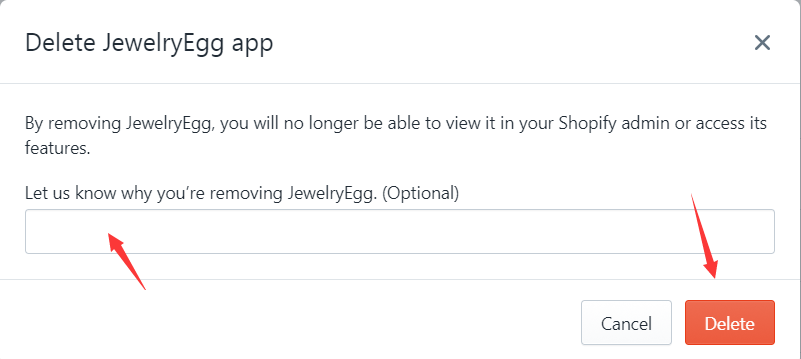 Delete JewelryEgg app
By removing JewelryEgg, you will no longer be able to view it in your Shopify admin or access its
features.
Let us know why you’re removing JewelryEgg. (Optional)
Cancel
Delete